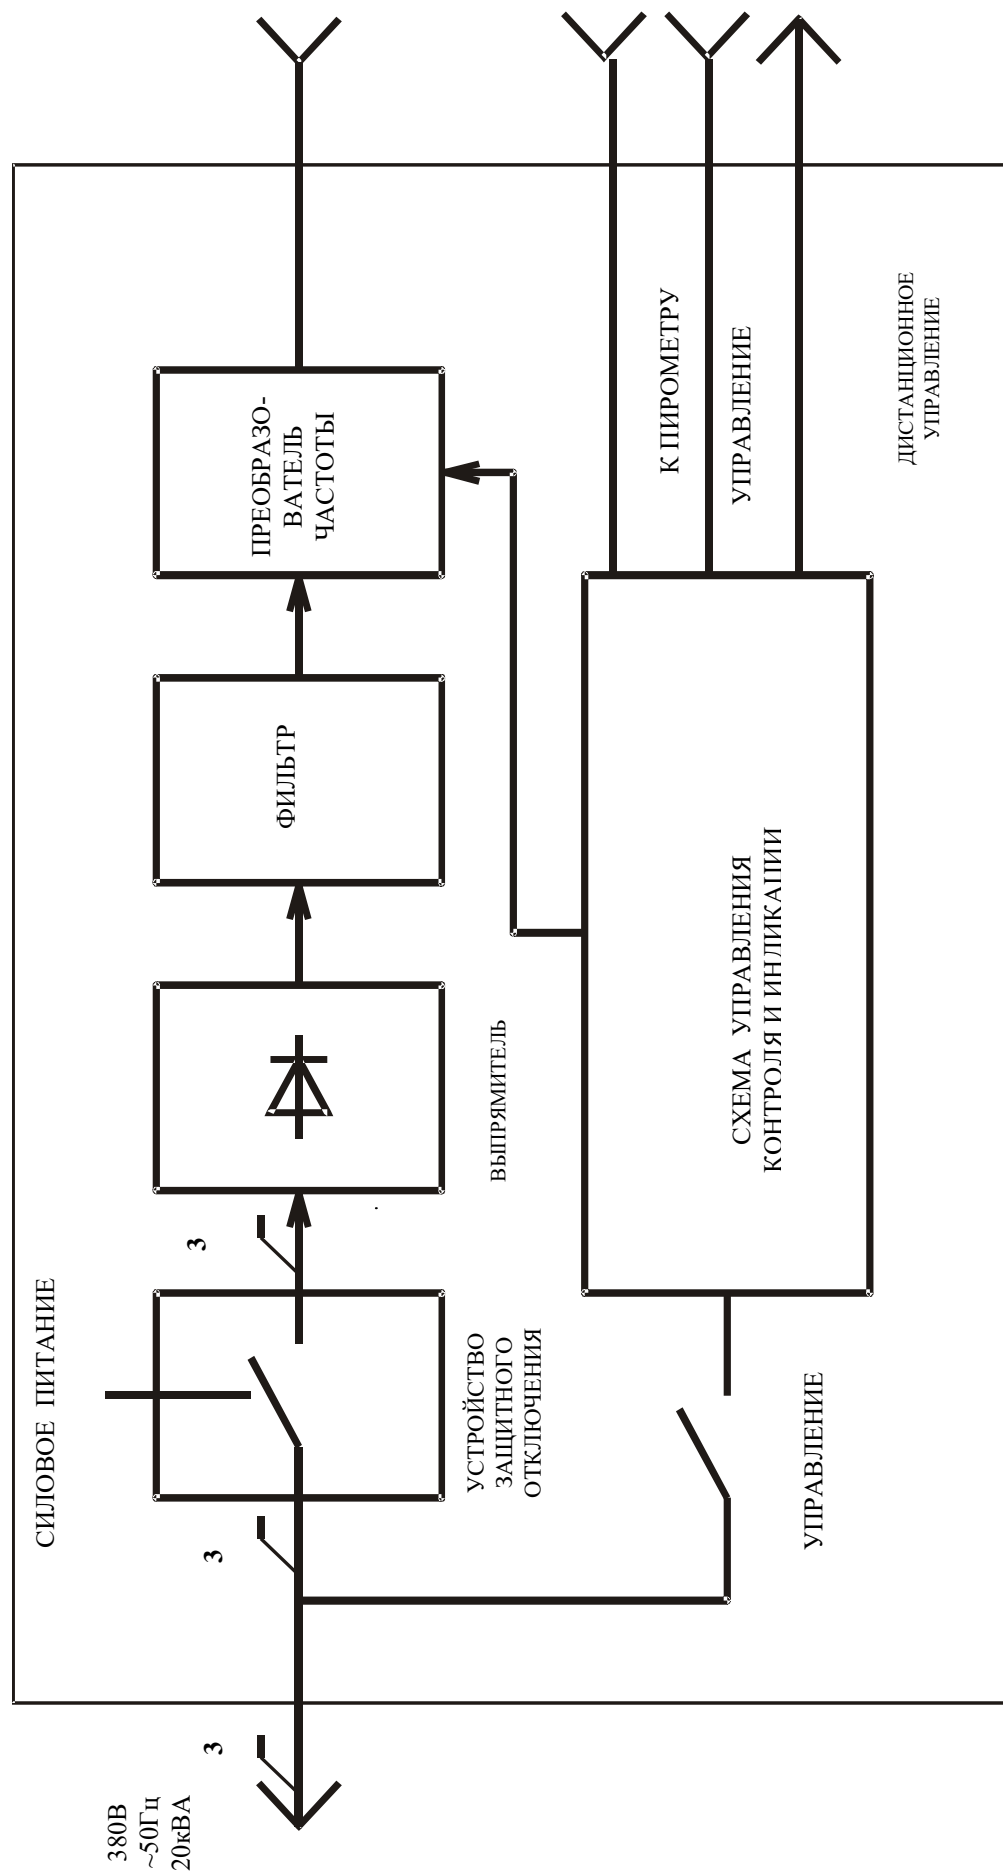 СИЛОВОЕ ПИТАНИЕ
380В
~50Гц
20кВА
3
3
3
УСТРОЙСТВО
ЗАЩИТНОГО
ОТКЛЮЧЕНИЯ
ВЫПРЯМИТЕЛЬ
ФИЛЬТР
ПРЕОБРАЗО-
ВАТЕЛЬ
ЧАСТОТЫ
К ПИРОМЕТРУ
УПРАВЛЕНИЕ
ДИСТАНЦИОННОЕ
УПРАВЛЕНИЕ
СХЕМА УПРАВЛЕНИЯ
КОНТРОЛЯ И ИНЛИКАПИИ
УПРАВЛЕНИЕ